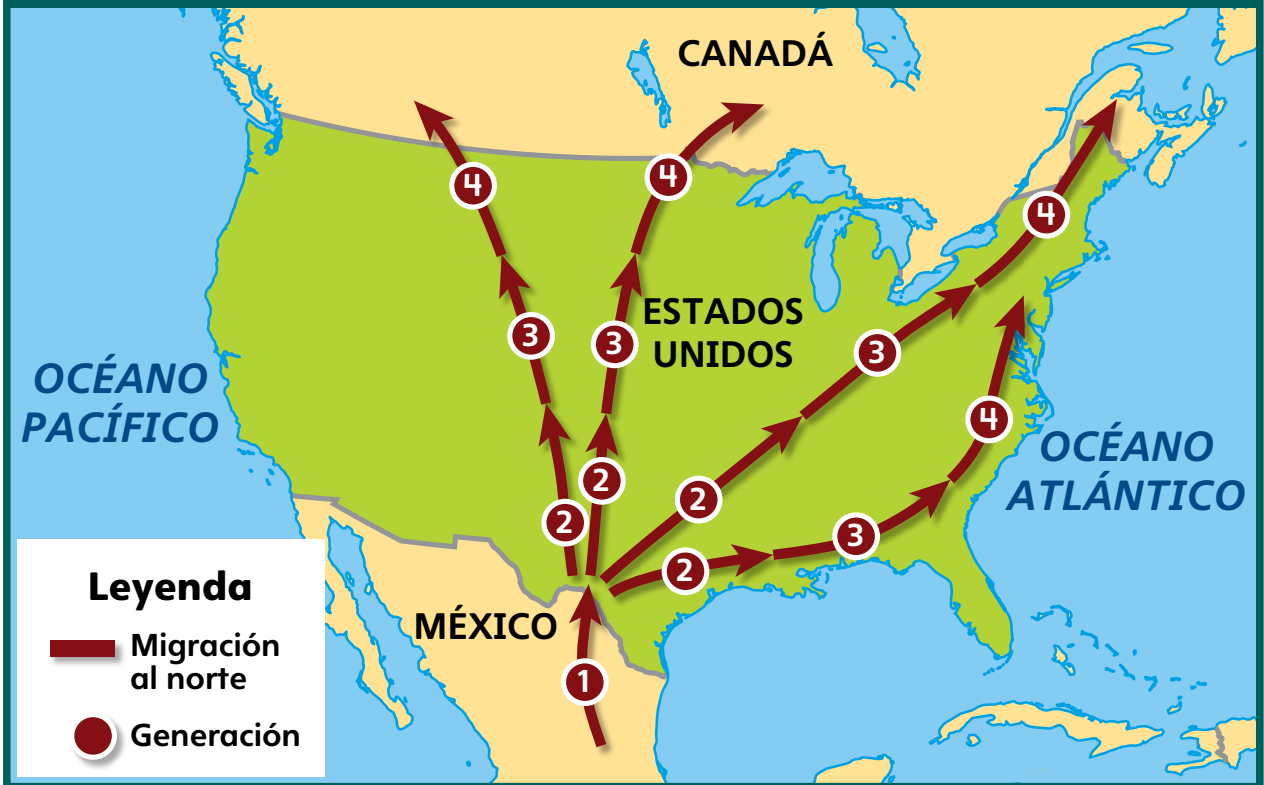 CANADÁ
4
4
4
3
3
ESTADOS
UNIDOS
3
OCÉANO
PACÍFICO
4
OCÉANO
ATLÁNTICO
2
2
2
3
2
MÉXICO
1
Leyenda
Migración
al norte
Generación